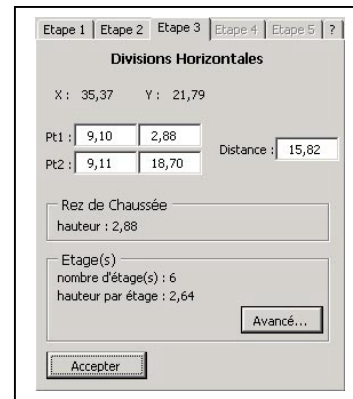 Etape 1 Etape 2 Etape 3 Etape 4 Etape 5 ?
Divisions Horizontales
X : 35,37 Y : 21,79
Pt1 : 9,10 2,88
Distance : 15,82
Pt2 : 9,11 18,70
Rez de Chaussée
hauteur : 2,88
Etage(s)
nombre d'étage(s) : 6
hauteur par étage : 2,64
Avancé...
Accepter